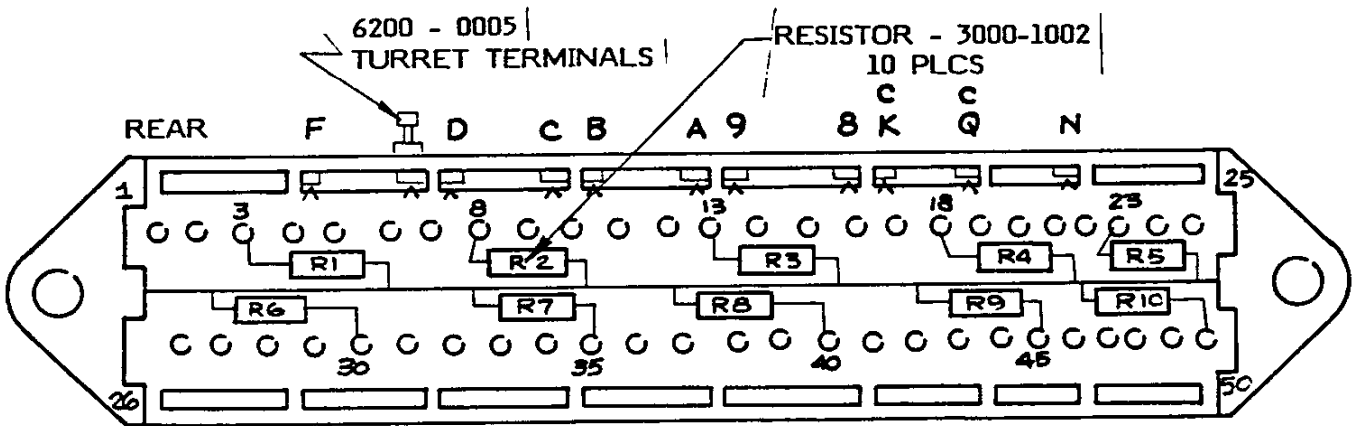 6200 - 0005
TURRET TERMINALS
RESISTOR - 3000-1002
10 PLCS
C C
REAR F D C B A 9 8 K Q N
1 25
3 8 13 18 23
R1 R2 R3 R4 R5
R6 R7 R8 R9 R10
30 35 40 45
26 50